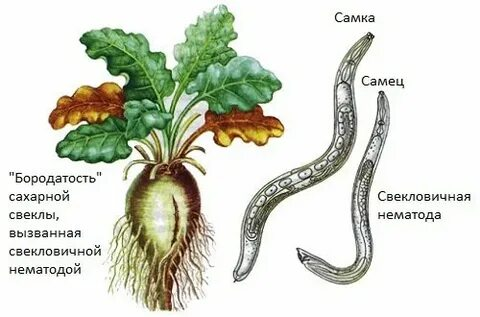 Самка
Самец
"Бородатость"
сахарной
свеклы,
вызванная
свекловичной
нематодой
Свекловичная
нематода